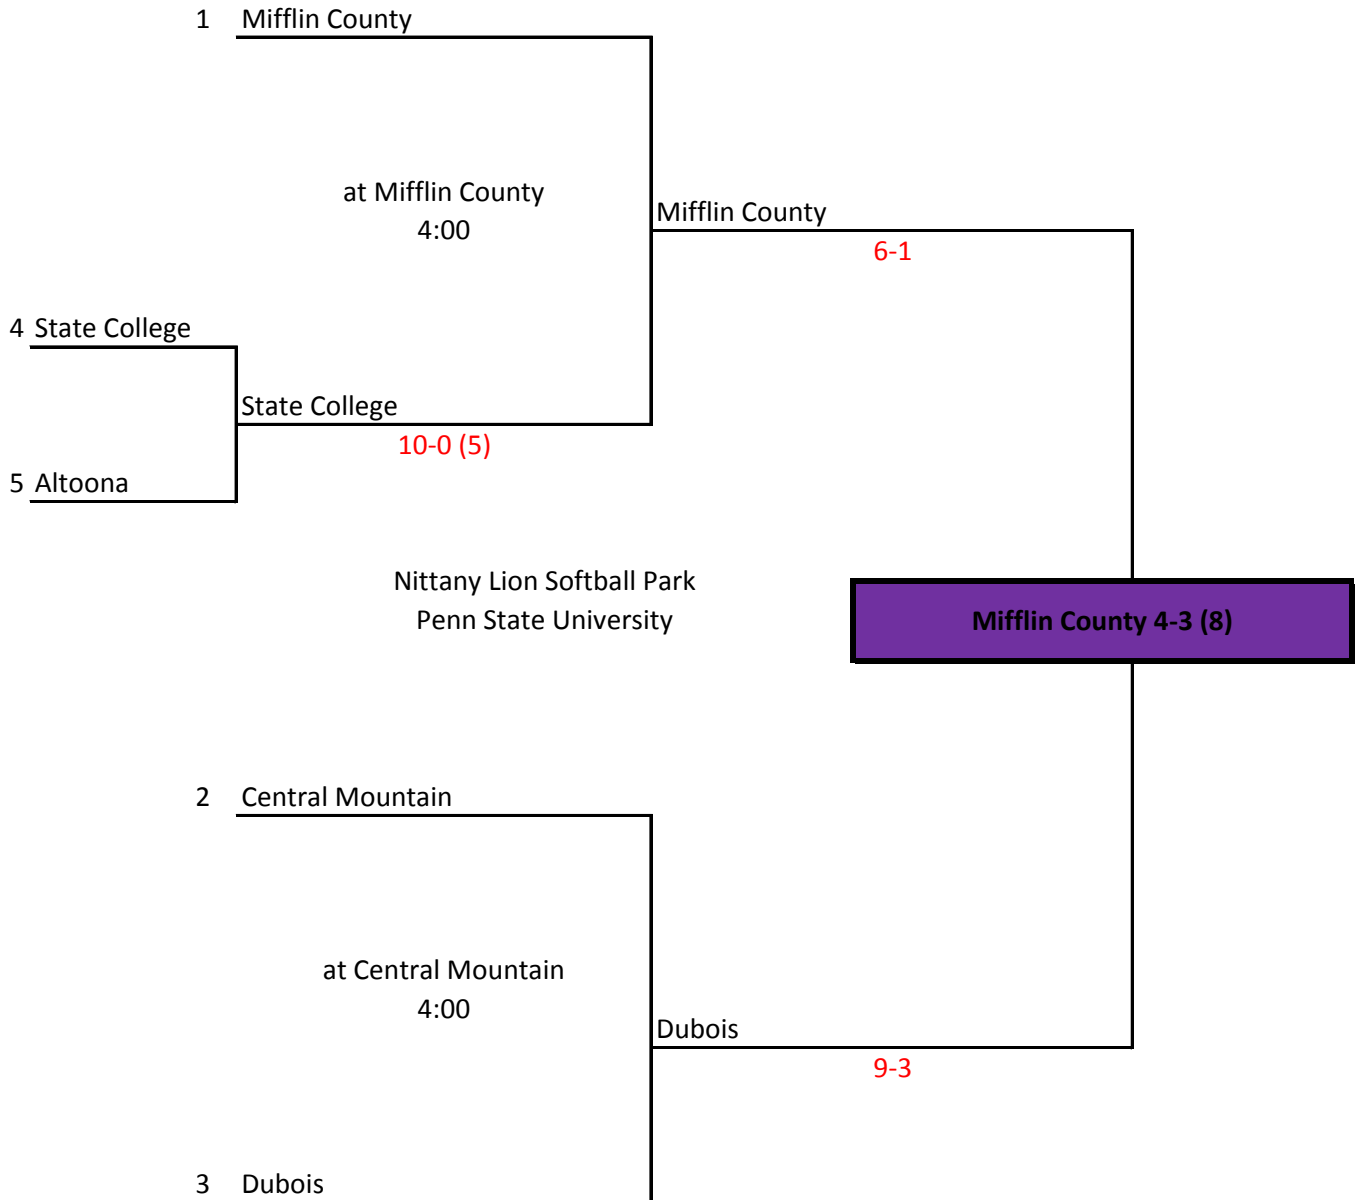 1 Mifflin County
at Mifflin County
4:00
Mifflin County
6-1
4 State College
State College
10-0 (5)
5 Altoona
Nittany Lion Softball Park
Penn State University
Mifflin County 4-3 (8)
2 Central Mountain
at Central Mountain
4:00
Dubois
9-3
3 Dubois